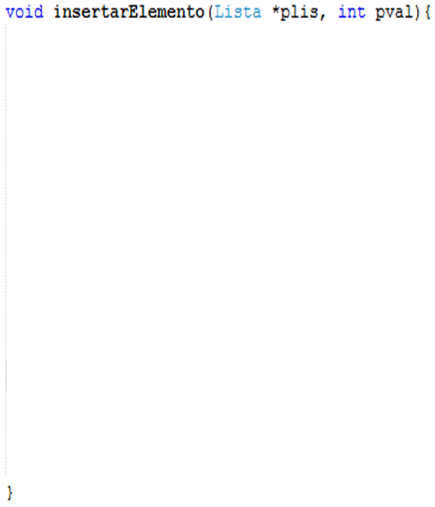 void insertarElemento(Lista *plis, int pval){
}